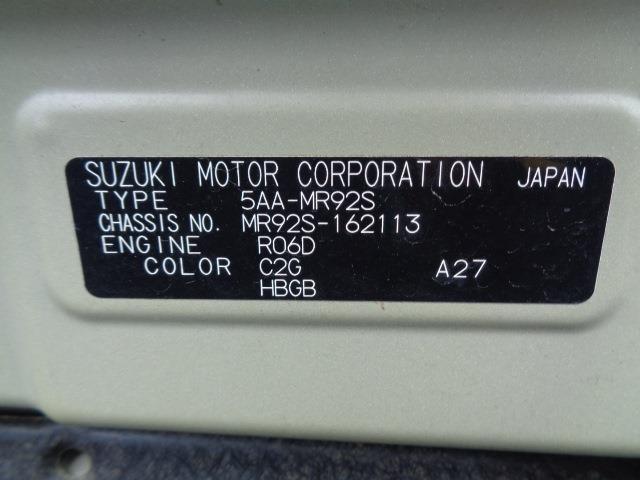 SUZUKI MOTOR CORPORATION JAPAN
TYPE 5AA-MR92S
CHASSIS NO. MR92S-162113
ENGINE R06D
COLOR C2G A27
HBGB